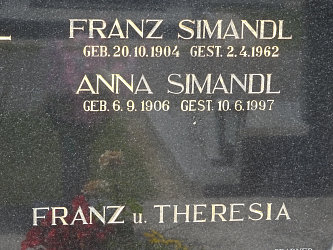 FRANZ SIMANDL
GEB. 20.10.1904 GEST. 2.4.1962
ANNA SIMANDL
GEB. 6.9.1906 GEST. 10.6.1997
FRANZ u. THERESIA